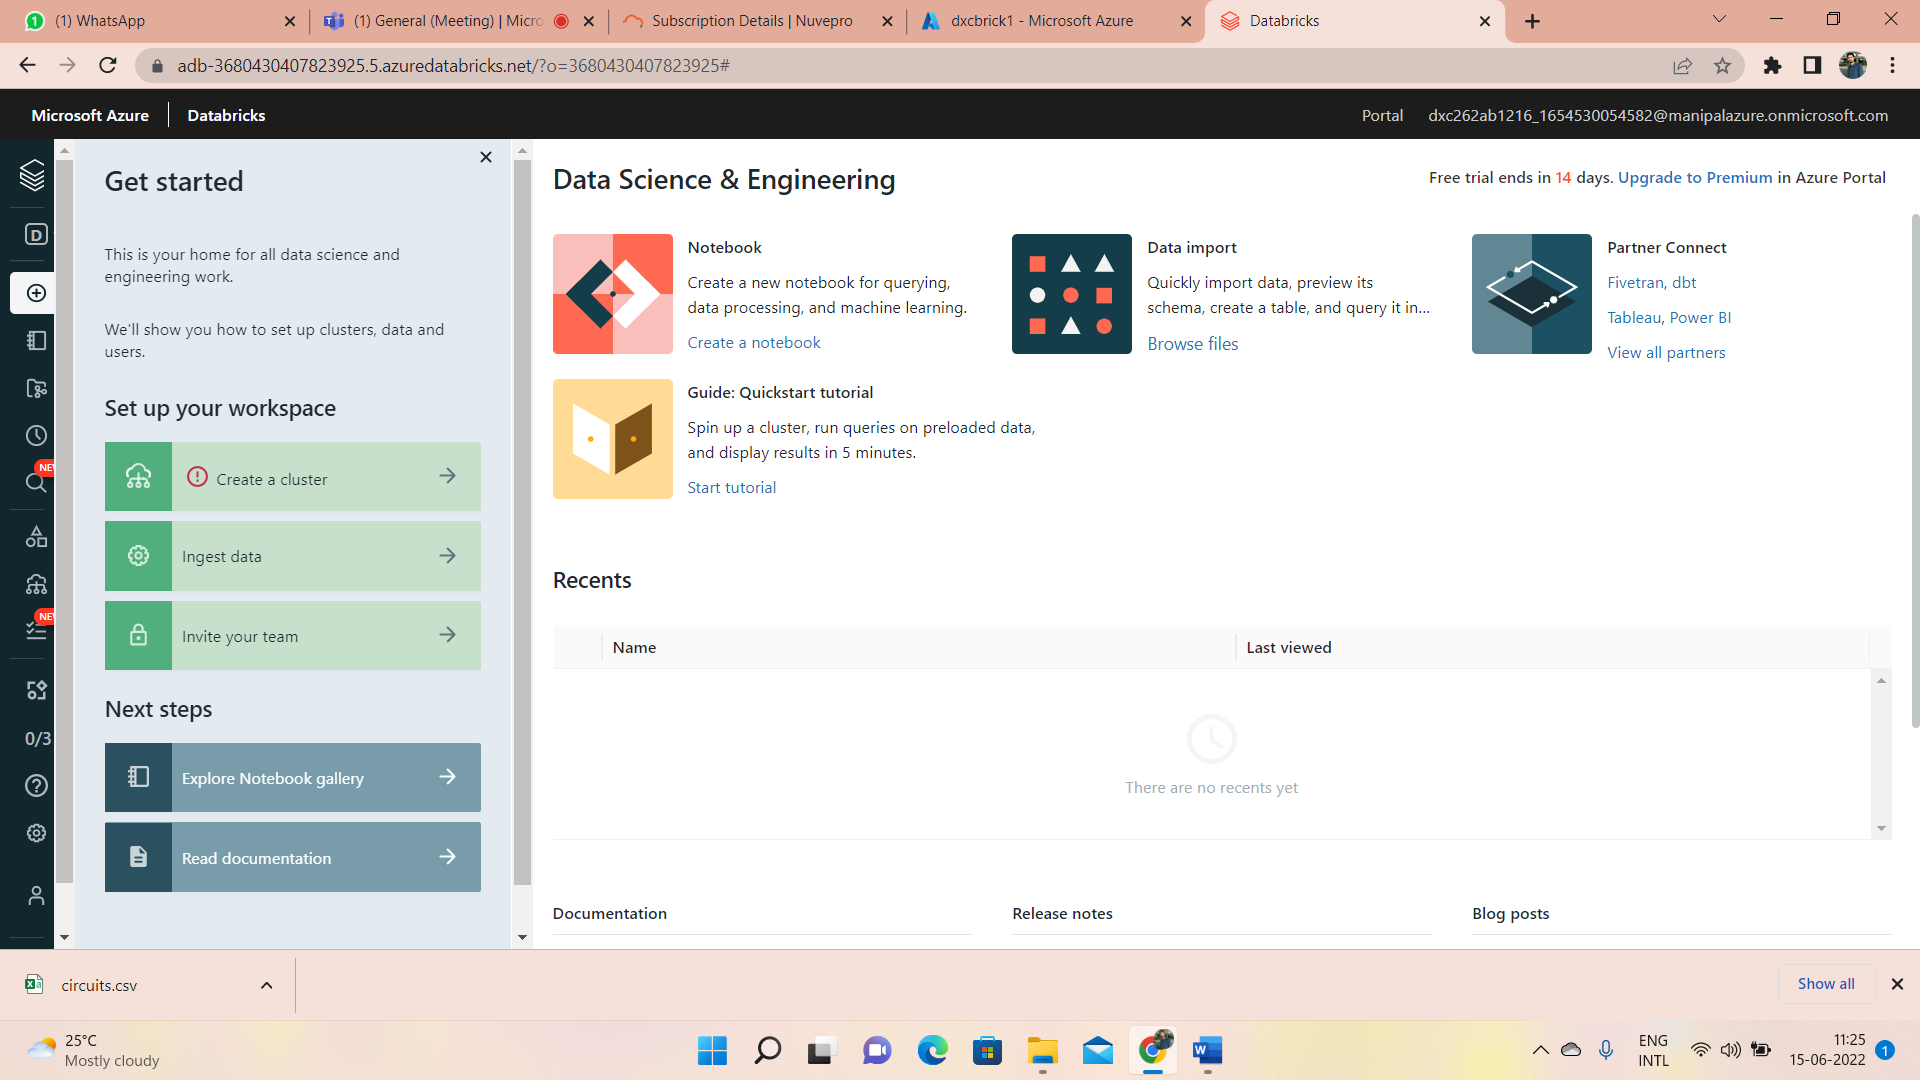 (1) WhatsApp
(1) General (Meeting) | Micro
Subscription Details | Nuvepro
dxcbrick1 - Microsoft Azure
Databricks
adb-3680430407823925.5.azuredatabricks.net/?o=3680430407823925#
Microsoft Azure
Databricks
Portal
dxc262ab1216_1654530054582@manipalazure.onmicrosoft.com
D
NEW
NEW
0/3
Get started
This is your home for all data science and
engineering work.
We'll show you how to set up clusters, data and
users.
Set up your workspace
Create a cluster
Ingest data
Invite your team
Next steps
Explore Notebook gallery
Read documentation
Data Science & Engineering
Free trial ends in 14 days. Upgrade to Premium in Azure Portal
Notebook
Create a new notebook for querying,
data processing, and machine learning.
Create a notebook
Data import
Quickly import data, preview its
schema, create a table, and query it in...
Browse files
Partner Connect
Fivetran, dbt
Tableau, Power BI
View all partners
Guide: Quickstart tutorial
Spin up a cluster, run queries on preloaded data,
and display results in 5 minutes.
Start tutorial
Recents
Name
Last viewed
There are no recents yet
Documentation
Release notes
Blog posts
circuits.csv
Show all
25°C
Mostly cloudy
ENG
INTL
11:25
15-06-2022
1